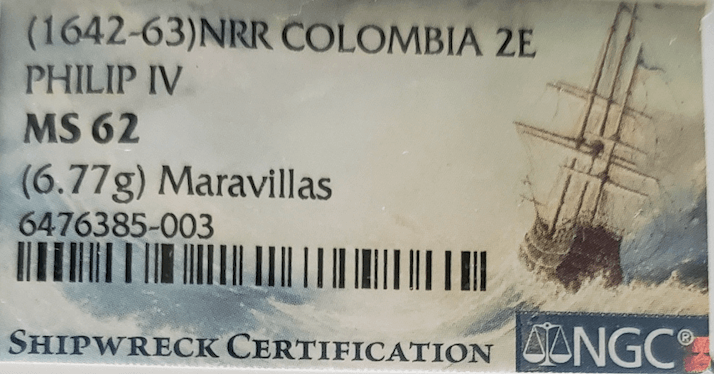 (1642-63)NRR COLOMBIA 2E
PHILIP IV
MS 62
(6.77g) Maravillas
6476385-003
SHIPWRECK CERTIFICATION
NGC®